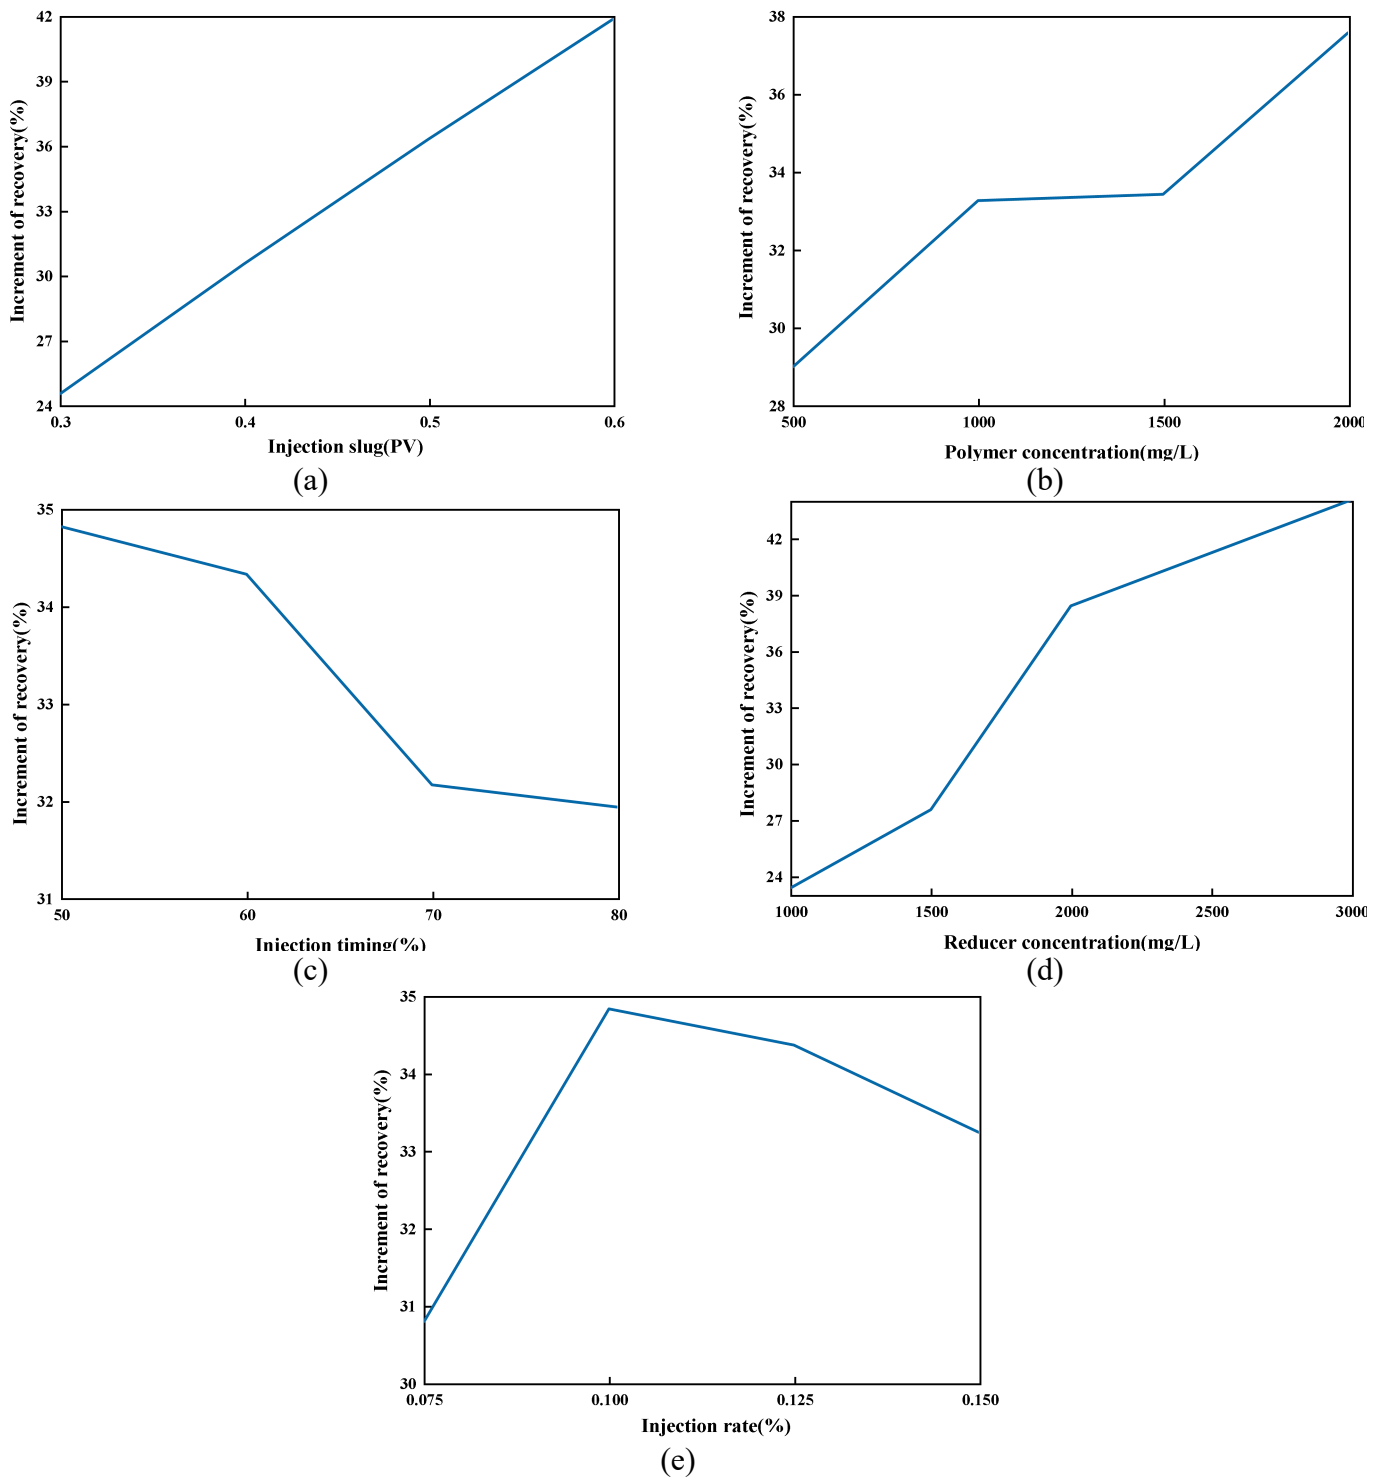 42
39
36
33
30
27
24
0.3 0.4 0.5 0.6
Increment of recovery(%)
Injection slug(PV)
(a)
38
36
34
32
30
28
500 1000 1500 2000
Increment of recovery(%)
Polymer concentration(mg/L)
(b)
35
34
33
32
31
50 60 70 80
Increment of recovery(%)
Injection timing(%)
(c)
42
39
36
33
30
27
24
1000 1500 2000 2500 3000
Increment of recovery(%)
Reducer concentration(mg/L)
(d)
35
34
33
32
31
30
0.075 0.100 0.125 0.150
Increment of recovery(%)
Injection rate(%)
(e)